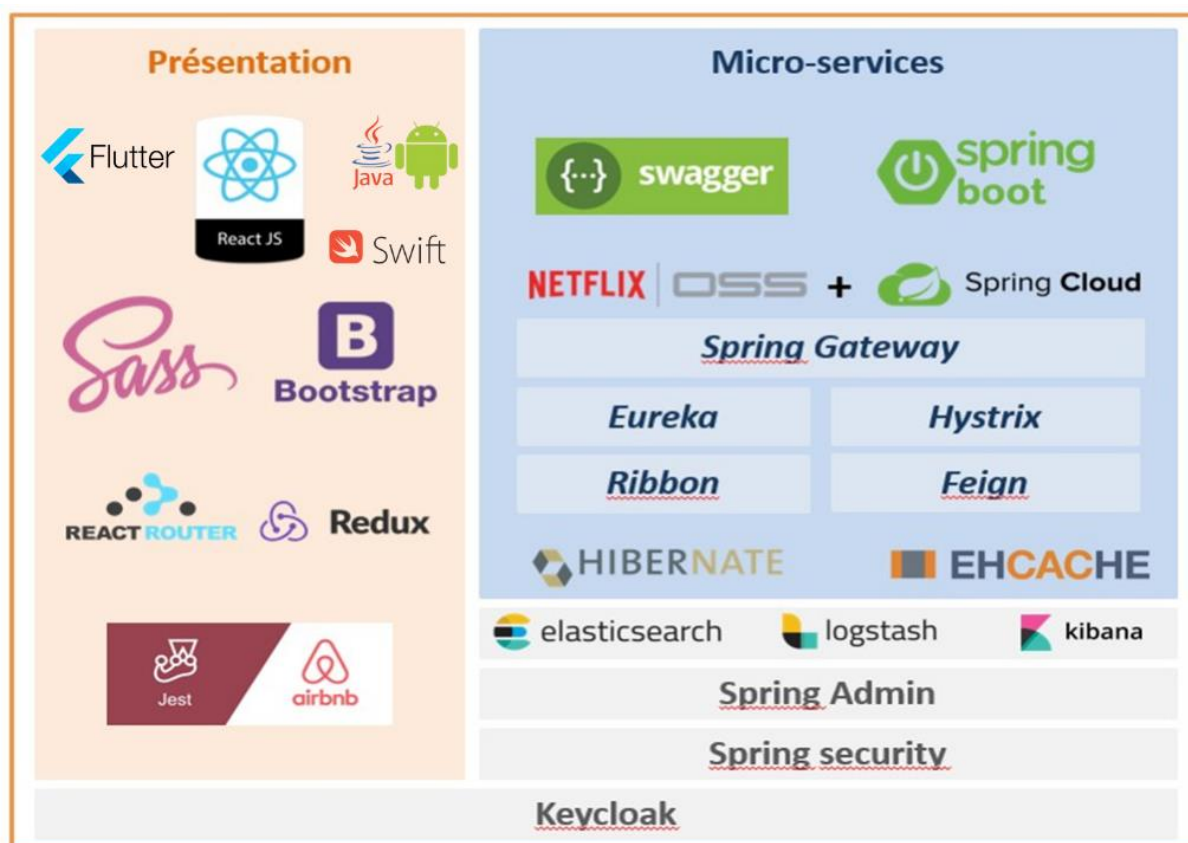 Présentation
Flutter
React JS
Java
Swift
Sass
B
Bootstrap
REACT ROUTER
Redux
Jest
airbnb
Micro-services
{···} swagger
spring
boot
NETFLIX OSS + Spring Cloud
Spring Gateway
Eureka
Hystrix
Ribbon
Feign
HIBERNATE
EHCACHE
elasticsearch
logstash
kibana
Spring Admin
Spring security
Keycloak